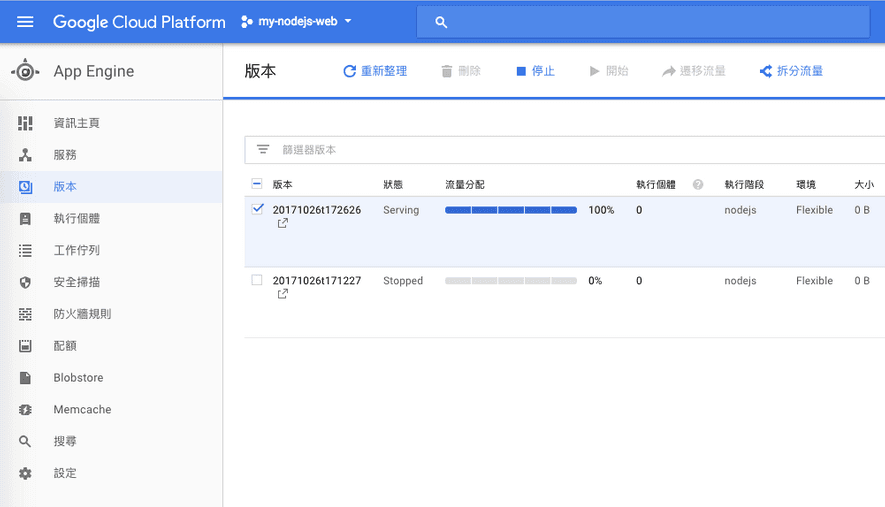 Google Cloud Platform my-nodejs-web
App Engine
版本 重新整理 刪除 停止 開始 遷移流量 拆分流量
資訊主頁
服務
版本
執行個體
工作佇列
安全掃描
防火牆規則
配額
Blobstore
Memcache
搜尋
設定
篩選器版本
版本 狀態 流量分配 執行個體 ? 執行階段 環境 大小
20171026t172626 Serving 100% 0 nodejs Flexible 0 B
20171026t171227 Stopped 0% 0 nodejs Flexible 0 B